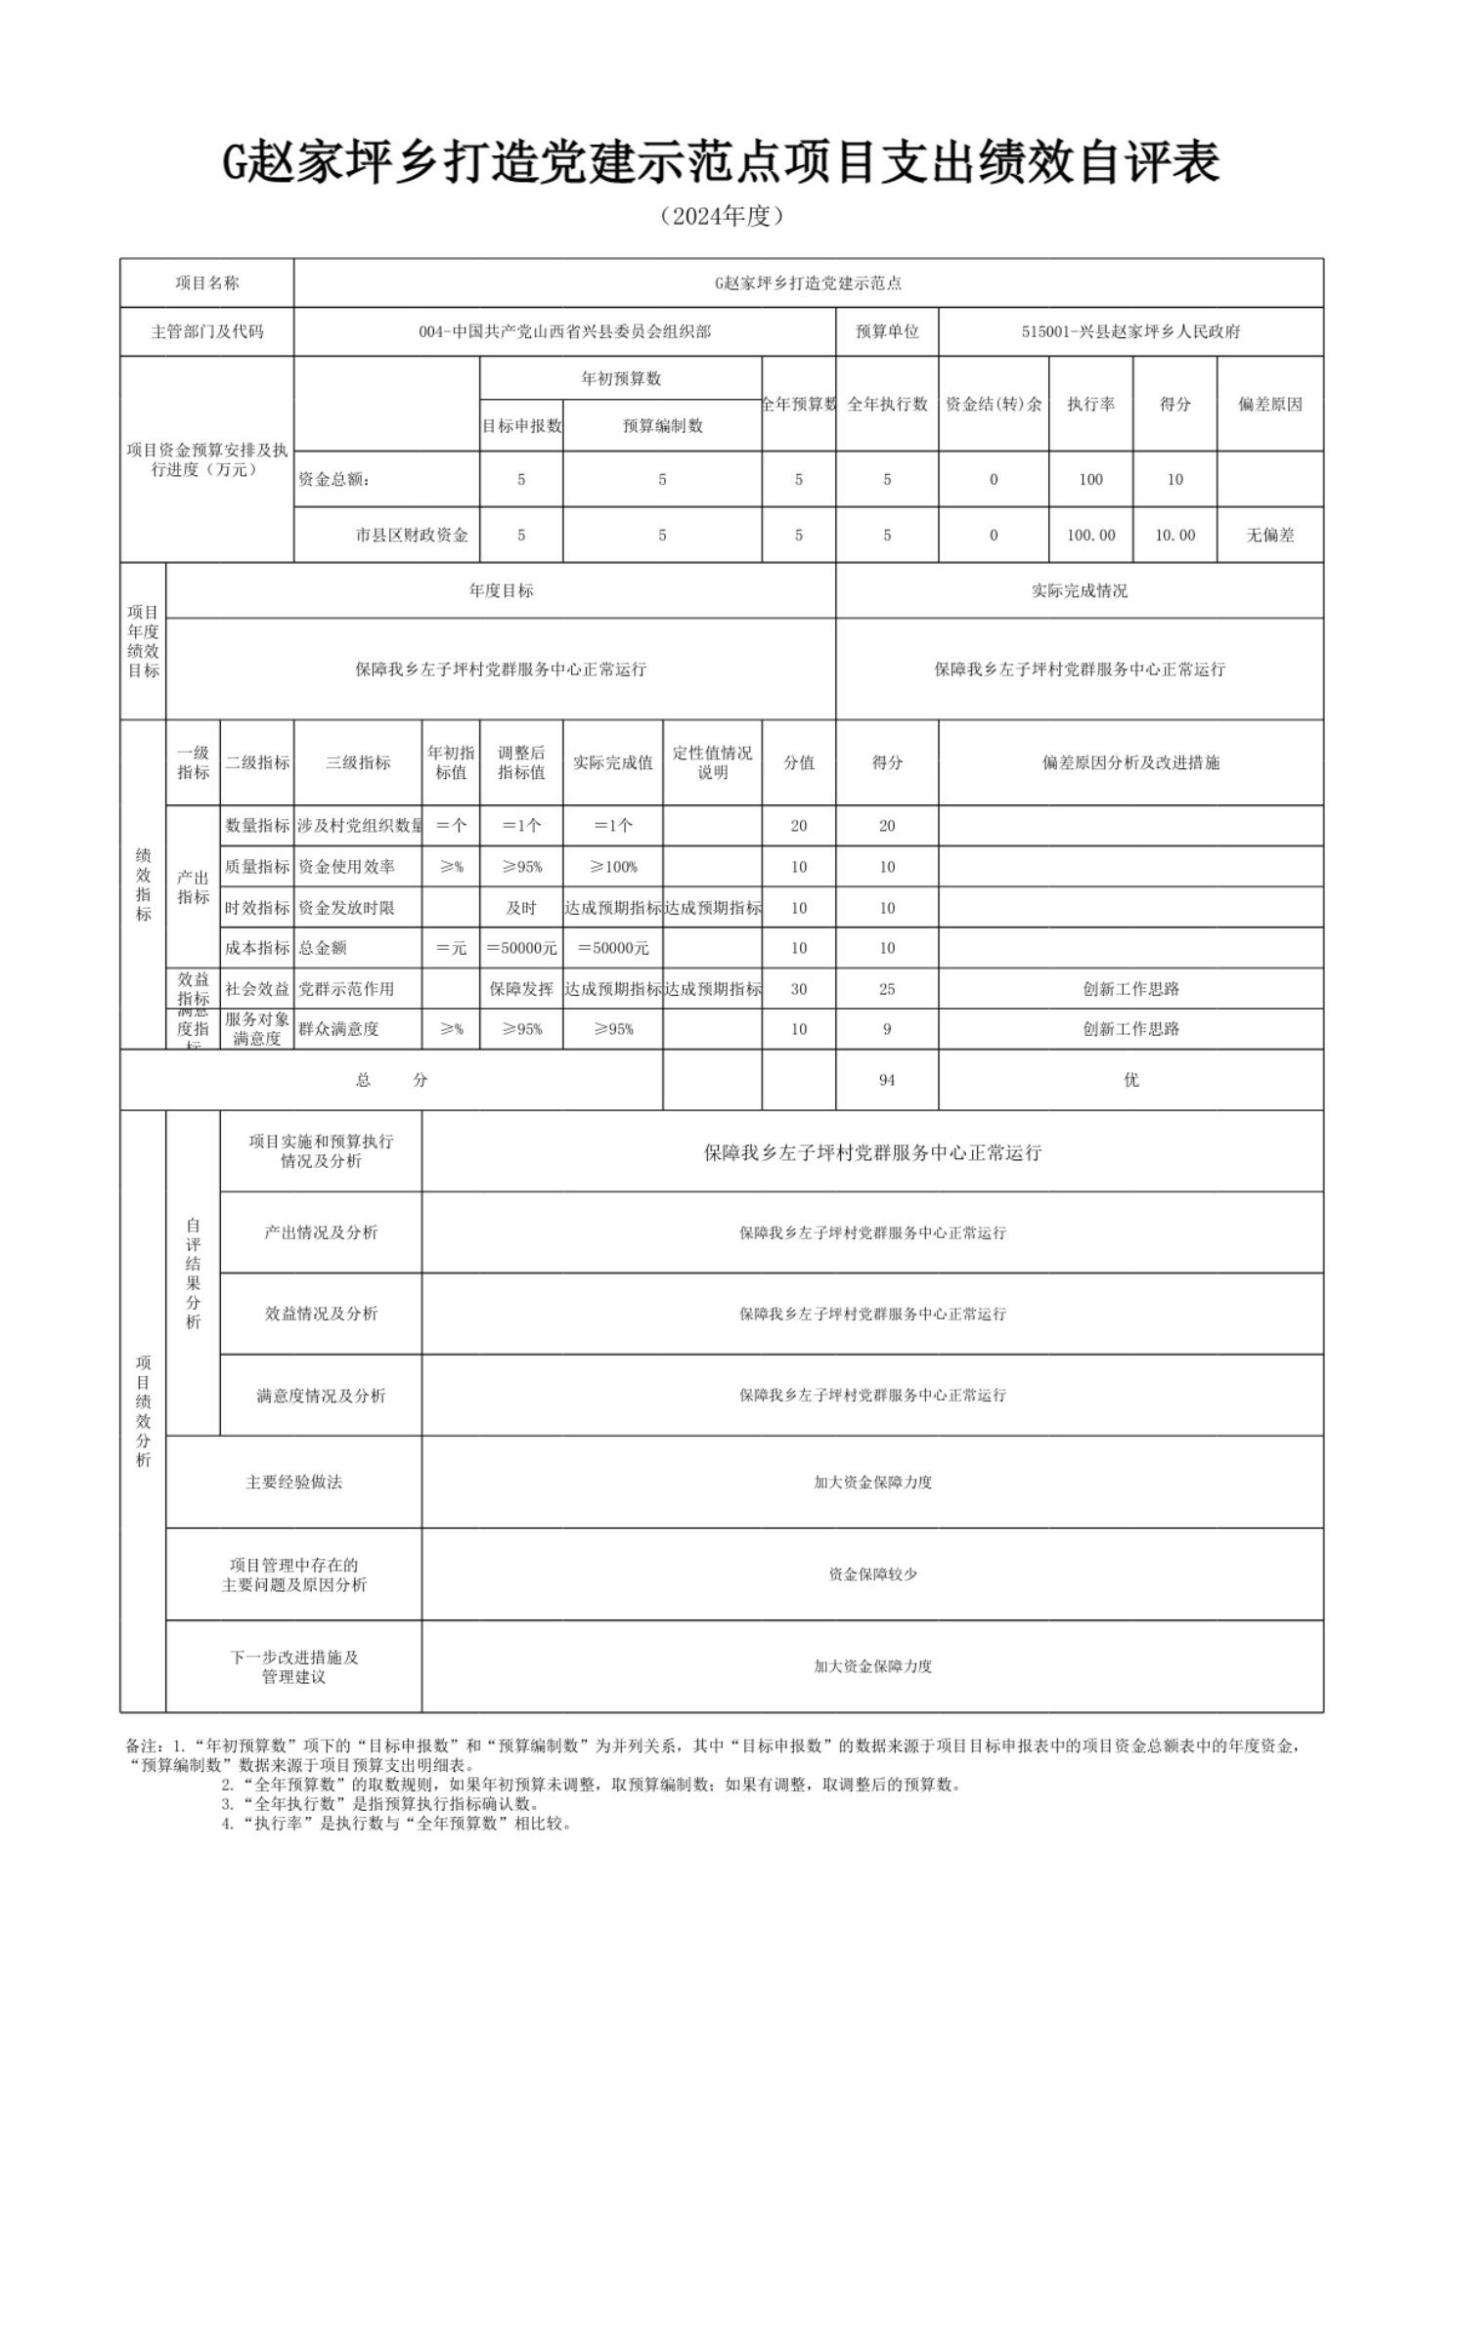 G赵家坪乡打造党建示范点项目支出绩效自评表
（2024年度）
项目名称 G赵家坪乡打造党建示范点
主管部门及代码 004-中国共产党山西省兴县委员会组织部 预算单位 515001-兴县赵家坪乡人民政府
项目资金预算安排及执
行进度（万元）
年初预算数
目标申报数 预算编制数
全年预算数 全年执行数 资金结(转)余 执行率 得分 偏差原因
资金总额： 5 5 5 5 0 100 10
市县区财政资金 5 5 5 5 0 100.00 10.00 无偏差
项目
年度
绩效
目标
年度目标 实际完成情况
保障我乡左子坪村党群服务中心正常运行 保障我乡左子坪村党群服务中心正常运行
绩
效
指
标
一级
指标
二级指标 三级指标
年初指
标值
调整后
指标值
实际完成值
定性值情况
说明
分值 得分 偏差原因分析及改进措施
产出
指标
数量指标 涉及村党组织数量 ＝个 ＝1个 ＝1个 20 20
质量指标 资金使用效率 ≥% ≥95% ≥100% 10 10
时效指标 资金发放时限 及时 达成预期指标 达成预期指标 10 10
成本指标 总金额 ＝元 ＝50000元 ＝50000元 10 10
效益
指标
社会效益 党群示范作用 保障发挥 达成预期指标 达成预期指标 30 25 创新工作思路
满意
度指
标
服务对象
满意度
群众满意度 ≥% ≥95% ≥95% 10 9 创新工作思路
总 分 94 优
项
目
绩
效
分
析
自
评
结
果
分
析
项目实施和预算执行
情况及分析
保障我乡左子坪村党群服务中心正常运行
产出情况及分析 保障我乡左子坪村党群服务中心正常运行
效益情况及分析 保障我乡左子坪村党群服务中心正常运行
满意度情况及分析 保障我乡左子坪村党群服务中心正常运行
主要经验做法 加大资金保障力度
项目管理中存在的
主要问题及原因分析
资金保障较少
下一步改进措施及
管理建议
加大资金保障力度
备注：1.“年初预算数”项下的“目标申报数”和“预算编制数”为并列关系，其中“目标申报数”的数据来源于项目目标申报表中的项目资金总额表中的年度资金，
“预算编制数”数据来源于项目预算支出明细表。
2.“全年预算数”的取数规则，如果年初预算未调整，取预算编制数；如果有调整，取调整后的预算数。
3.“全年执行数”是指预算执行指标确认数。
4.“执行率”是执行数与“全年预算数”相比较。